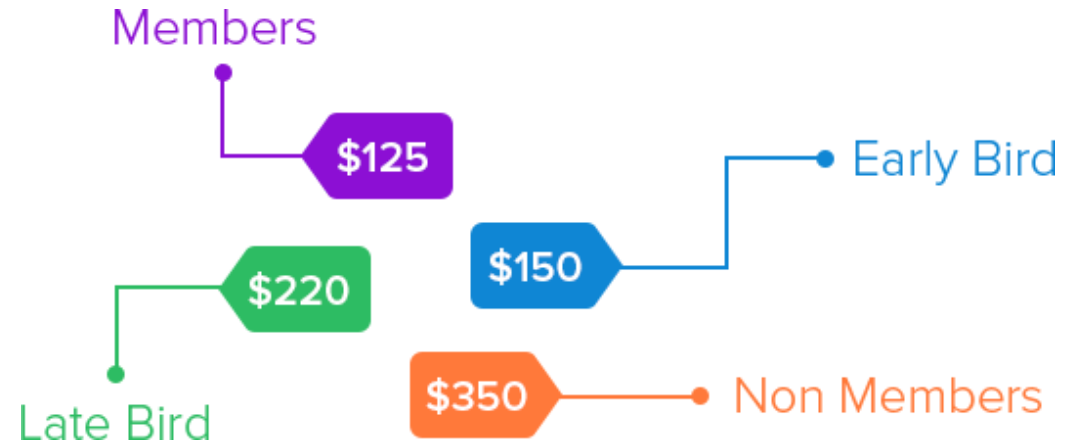 Members
$125
Early Bird
$150
$220
Late Bird
$350
Non Members